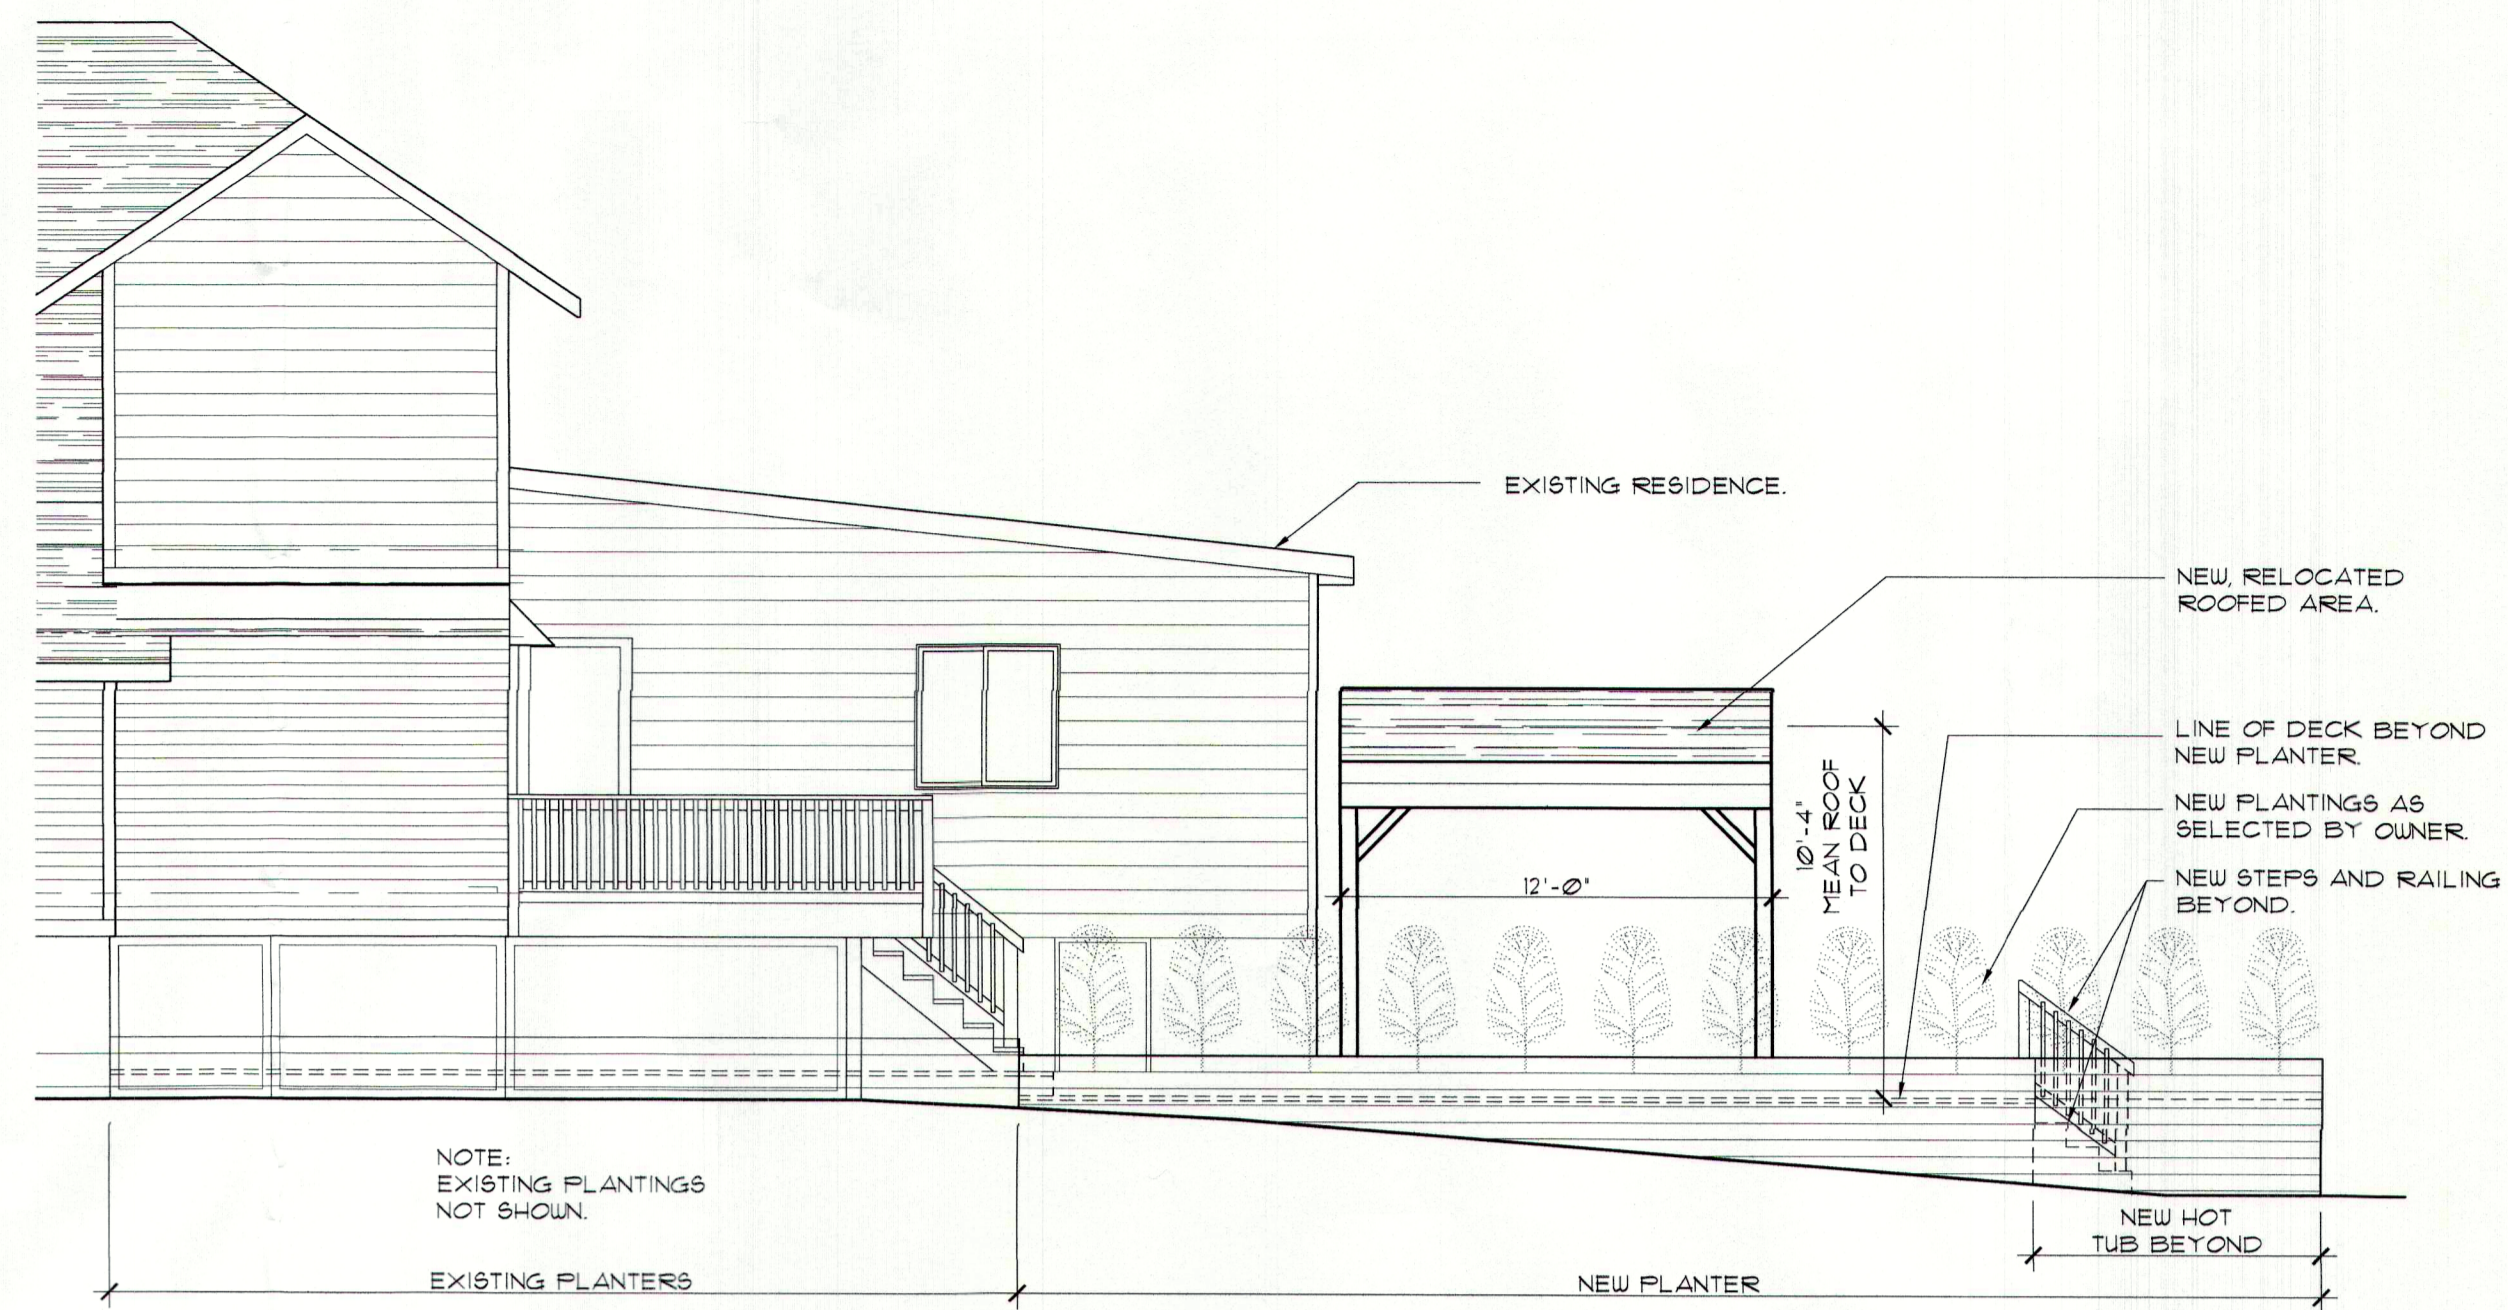 EXISTING RESIDENCE.
NEW, RELOCATED
ROOFED AREA.
LINE OF DECK BEYOND
NEW PLANTER.
NEW PLANTINGS AS
SELECTED BY OWNER.
NEW STEPS AND RAILING
BEYOND.
10'-4"
MEAN ROOF
TO DECK
12'-0"
NOTE:
EXISTING PLANTINGS
NOT SHOWN.
NEW HOT
TUB BEYOND
EXISTING PLANTERS
NEW PLANTER